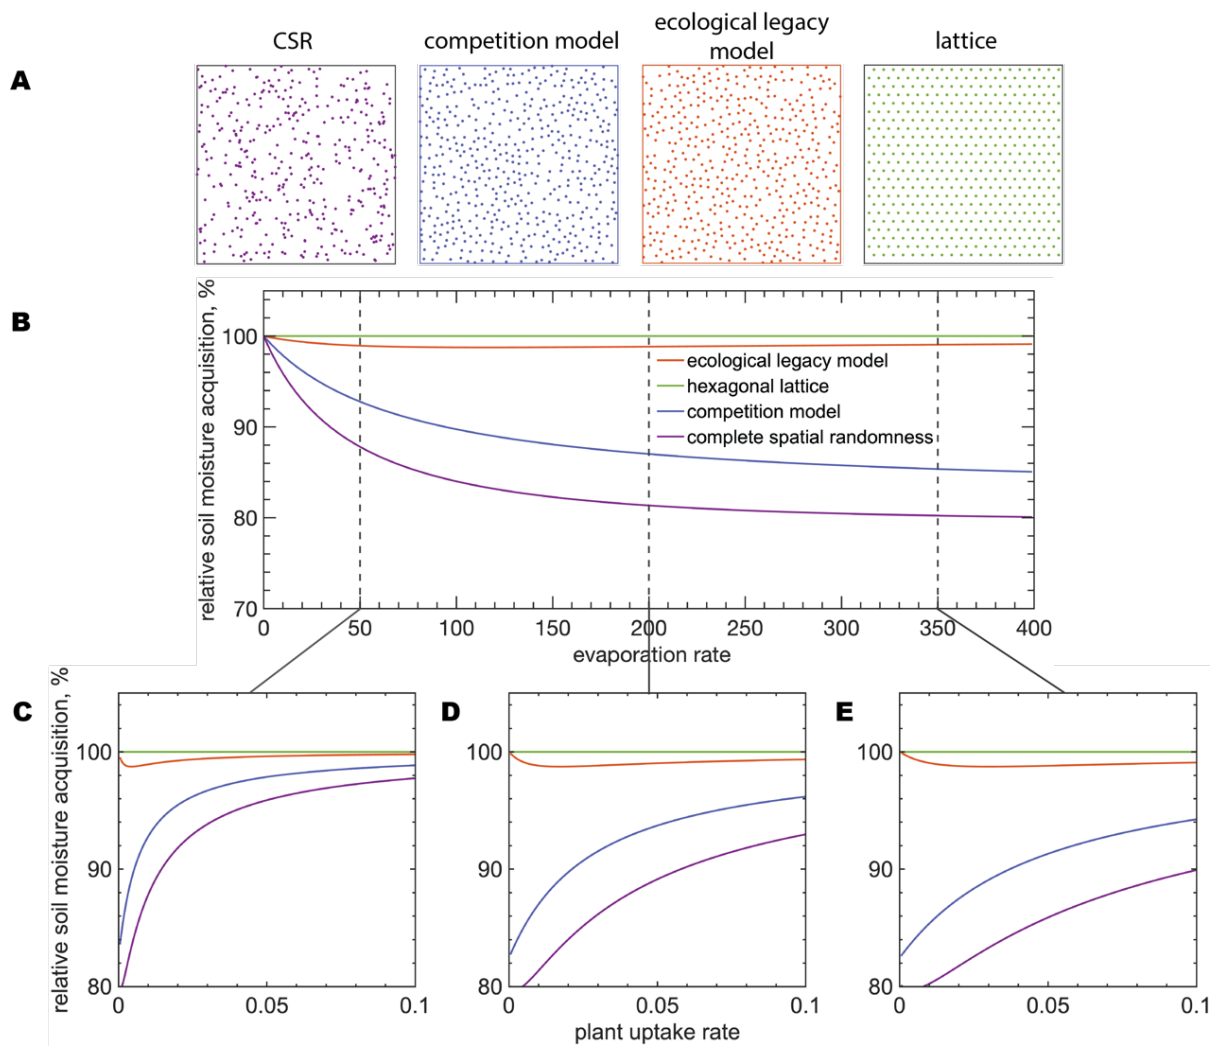 CSR
competition model
ecological legacy
model
lattice
A
B
relative soil moisture acquisition, %
100
90
80
70
ecological legacy model
hexagonal lattice
competition model
complete spatial randomness
0 50 100 150 200 250 300 350 400
evaporation rate
C
relative soil moisture acquisition, %
100
90
80
0 0.05 0.1
D
100
90
80
0 0.05 0.1
E
100
90
80
0 0.05 0.1
plant uptake rate